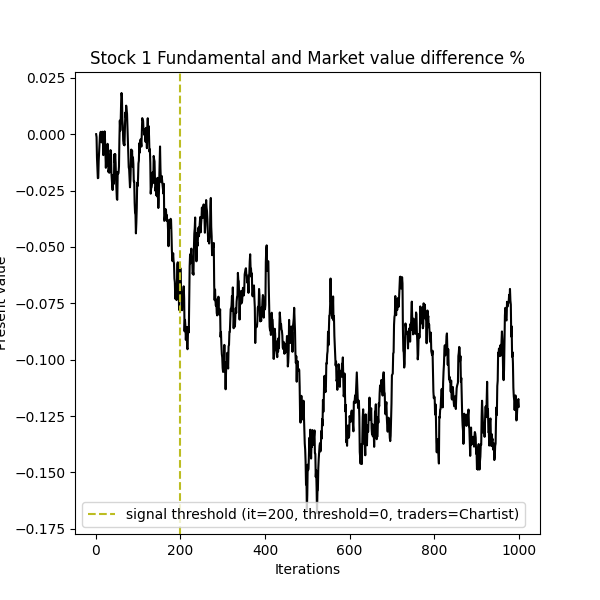 Stock 1 Fundamental and Market value difference %
0.025
0.000
−0.025
−0.050
−0.075
−0.100
−0.125
−0.150
−0.175
Present value
signal threshold (it=200, threshold=0, traders=Chartist)
0 200 400 600 800 1000
Iterations